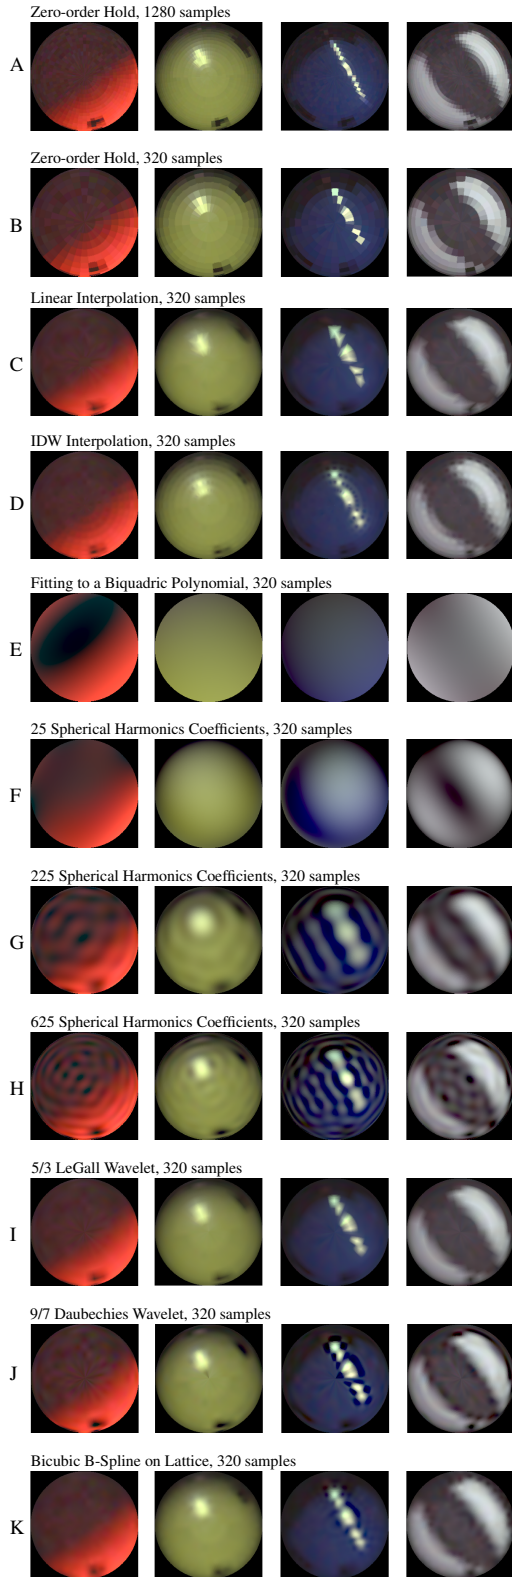 Zero-order Hold, 1280 samples
A
Zero-order Hold, 320 samples
B
Linear Interpolation, 320 samples
C
IDW Interpolation, 320 samples
D
Fitting to a Biquadric Polynomial, 320 samples
E
25 Spherical Harmonics Coefficients, 320 samples
F
225 Spherical Harmonics Coefficients, 320 samples
G
625 Spherical Harmonics Coefficients, 320 samples
H
5/3 LeGall Wavelet, 320 samples
I
9/7 Daubechies Wavelet, 320 samples
J
Bicubic B-Spline on Lattice, 320 samples
K